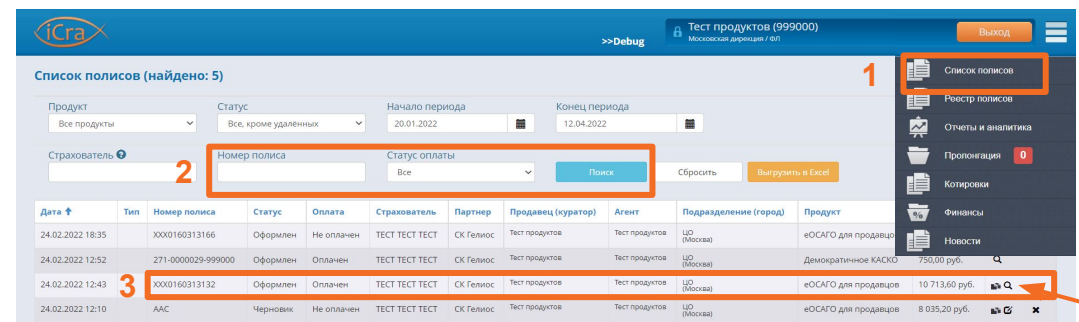 iCra
>>Debug
Тест продуктов (999000)
Московская дирекция / ФЛ
Выход
Список полисов (найдено: 5)
1
Список полисов
Реестр полисов
Отчеты и аналитика
Пролонгация 0
Котировки
Финансы
Новости
Продукт Статус Начало периода Конец периода
Все продукты Все, кроме удалённых 20.01.2022 12.04.2022
2
Страхователь Номер полиса Статус оплаты
Все Поиск Сбросить Выгрузить в Excel
Дата Тип Номер полиса Статус Оплата Страхователь Партнер Продавец (куратор) Агент Подразделение (город) Продукт
24.02.2022 18:35 XXX0160313166 Оформлен Не оплачен ТЕСТ ТЕСТ ТЕСТ СК Гелиос Тест продуктов Тест продуктов ЦО (Москва) еОСАГО для продавцо
24.02.2022 12:52 271-0000029-999000 Оформлен Оплачен ТЕСТ ТЕСТ ТЕСТ СК Гелиос Тест продуктов Тест продуктов ЦО (Москва) Демократичное КАСКО 750,00 руб.
3
24.02.2022 12:43 XXX0160313132 Оформлен Оплачен ТЕСТ ТЕСТ ТЕСТ СК Гелиос Тест продуктов Тест продуктов ЦО (Москва) еОСАГО для продавцов 10 713,60 руб.
24.02.2022 12:10 ААС Черновик Не оплачен ТЕСТ ТЕСТ ТЕСТ СК Гелиос Тест продуктов Тест продуктов ЦО (Москва) еОСАГО для продавцов 8 035,20 руб.